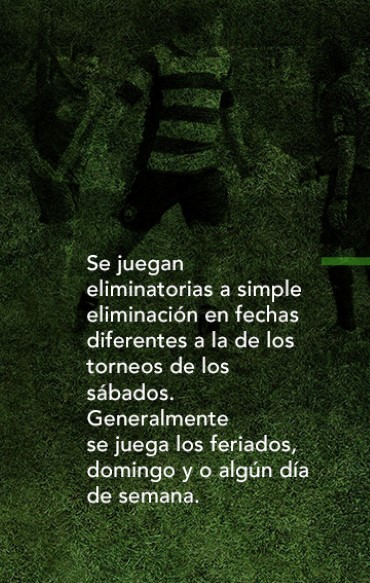 Se juegan
eliminatorias a simple
eliminación en fechas
diferentes a la de los
torneos de los
sábados.
Generalmente
se juega los feriados,
domingo y o algún día
de semana.